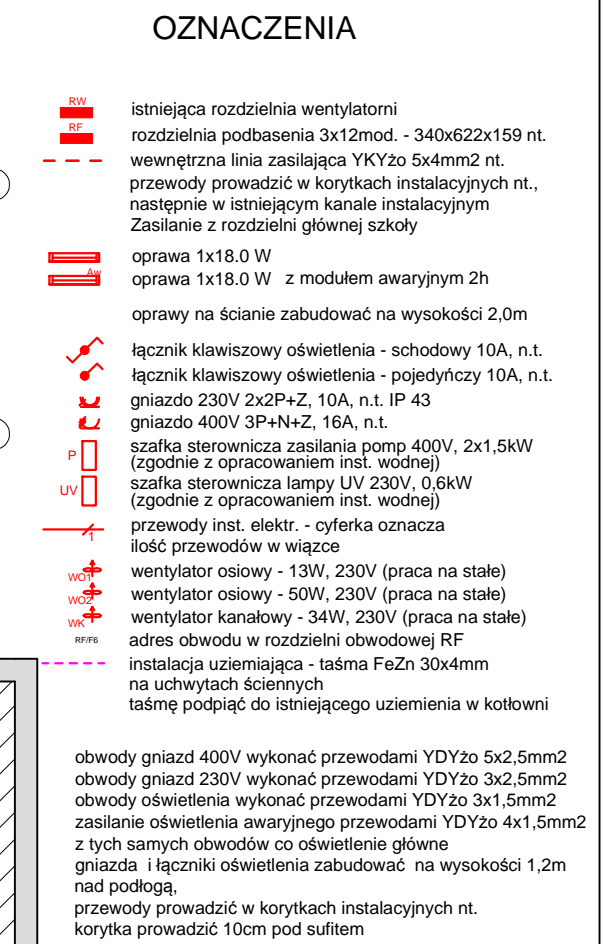 OZNACZENIA
RW istniejąca rozdzielnia wentylatorni
RF rozdzielnia podbasenia 3x12mod. - 340x622x159 nt.
wewnętrzna linia zasilająca YKYżo 5x4mm2 nt.
przewody prowadzić w korytkach instalacyjnych nt.,
następnie w istniejącym kanale instalacyjnym
Zasilanie z rozdzielni głównej szkoły
oprawa 1x18.0 W
Aw oprawa 1x18.0 W z modułem awaryjnym 2h
oprawy na ścianie zabudować na wysokości 2,0m
łącznik klawiszowy oświetlenia - schodowy 10A, n.t.
łącznik klawiszowy oświetlenia - pojedyńczy 10A, n.t.
gniazdo 230V 2x2P+Z, 10A, n.t. IP 43
gniazdo 400V 3P+N+Z, 16A, n.t.
P szafka sterownicza zasilania pomp 400V, 2x1,5kW
(zgodnie z opracowaniem inst. wodnej)
UV szafka sterownicza lampy UV 230V, 0,6kW
(zgodnie z opracowaniem inst. wodnej)
1 przewody inst. elektr. - cyferka oznacza
ilość przewodów w wiązce
WO1 wentylator osiowy - 13W, 230V (praca na stałe)
WO2 wentylator osiowy - 50W, 230V (praca na stałe)
WK wentylator kanałowy - 34W, 230V (praca na stałe)
RF/F6 adres obwodu w rozdzielni obwodowej RF
instalacja uziemiająca - taśma FeZn 30x4mm
na uchwytach ściennych
taśmę podpiąć do istniejącego uziemienia w kotłowni
obwody gniazd 400V wykonać przewodami YDYżo 5x2,5mm2
obwody gniazd 230V wykonać przewodami YDYżo 3x2,5mm2
obwody oświetlenia wykonać przewodami YDYżo 3x1,5mm2
zasilanie oświetlenia awaryjnego przewodami YDYżo 4x1,5mm2
z tych samych obwodów co oświetlenie główne
gniazda i łączniki oświetlenia zabudować na wysokości 1,2m
nad podłogą,
przewody prowadzić w korytkach instalacyjnych nt.
korytka prowadzić 10cm pod sufitem